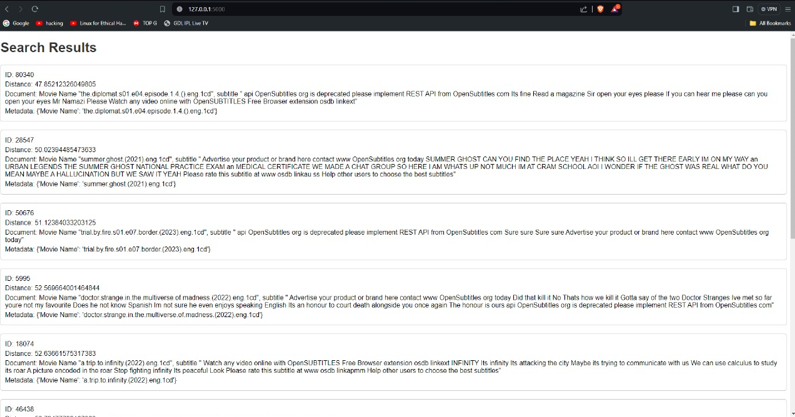 127.0.0.1:5000
VPN
Google
hacking
Linux for Ethical Ha...
TOP G
GDL IPL Live TV
All Bookmarks
Search Results
ID: 80340
Distance: 47.65212326049805
Document: Movie Name "the.diplomat.s01.e04.episode.1.4.().eng.1cd", subtitle " api OpenSubtitles org is deprecated please implement REST API from OpenSubtitles com Its fine Read a magazine Sir open your eyes please If you can hear me please can you
open your eyes Mr Namazi Please Watch any video online with OpenSUBTITLES Free Browser extension osdb linkext"
Metadata: {'Movie Name': 'the.diplomat.s01.e04.episode.1.4.().eng.1cd'}
ID: 28547
Distance: 50.02394485473633
Document: Movie Name "summer.ghost.(2021).eng.1cd", subtitle " Advertise your product or brand here contact www OpenSubtitles org today SUMMER GHOST CAN YOU FIND THE PLACE YEAH I THINK SO ILL GET THERE EARLY IM ON MY WAY an
URBAN LEGENDS THE SUMMER GHOST NATIONAL PRACTICE EXAM an MEDICAL CERTIFICATE WE MADE A CHAT GROUP SO HERE I AM WHATS UP NOT MUCH IM AT CRAM SCHOOL AOI I WONDER IF THE GHOST WAS REAL WHAT DO YOU
MEAN MAYBE A HALLUCINATION BUT WE SAW IT YEAH Please rate this subtitle at www osdb linkau ss Help other users to choose the best subtitles"
Metadata: {'Movie Name': 'summer.ghost.(2021).eng.1cd'}
ID: 50676
Distance: 51.12384033203125
Document: Movie Name "trial.by.fire.s01.e07.border.(2023).eng.1cd", subtitle " api OpenSubtitles org is deprecated please implement REST API from OpenSubtitles com Sure sure Sure sure Advertise your product or brand here contact www OpenSubtitles org
today"
Metadata: {'Movie Name': 'trial.by.fire.s01.e07.border.(2023).eng.1cd'}
ID: 5995
Distance: 52.569664001464844
Document: Movie Name "doctor.strange.in.the.multiverse.of.madness.(2022).eng.1cd", subtitle " Advertise your product or brand here contact www OpenSubtitles org today Did that kill it No Thats how we kill it Gotta say of the two Doctor Stranges Ive met so far
youre not my favourite Does he not know Spanish Im not sure he even enjoys speaking English Its an honour to court death alongside you once again The honour is ours api OpenSubtitles org is deprecated please implement REST API from OpenSubtitles com"
Metadata: {'Movie Name': 'doctor.strange.in.the.multiverse.of.madness.(2022).eng.1cd'}
ID: 18074
Distance: 52.63661575317383
Document: Movie Name "a.trip.to.infinity.(2022).eng.1cd", subtitle " Watch any video online with OpenSUBTITLES Free Browser extension osdb linkext INFINITY Its infinity Its attacking the city Maybe its trying to communicate with us We can use calculus to study
its roar A picture encoded in the roar Stop fighting infinity Its peaceful Look Please rate this subtitle at www osdb linkapmm Help other users to choose the best subtitles"
Metadata: {'Movie Name': 'a.trip.to.infinity.(2022).eng.1cd'}
ID: 46438